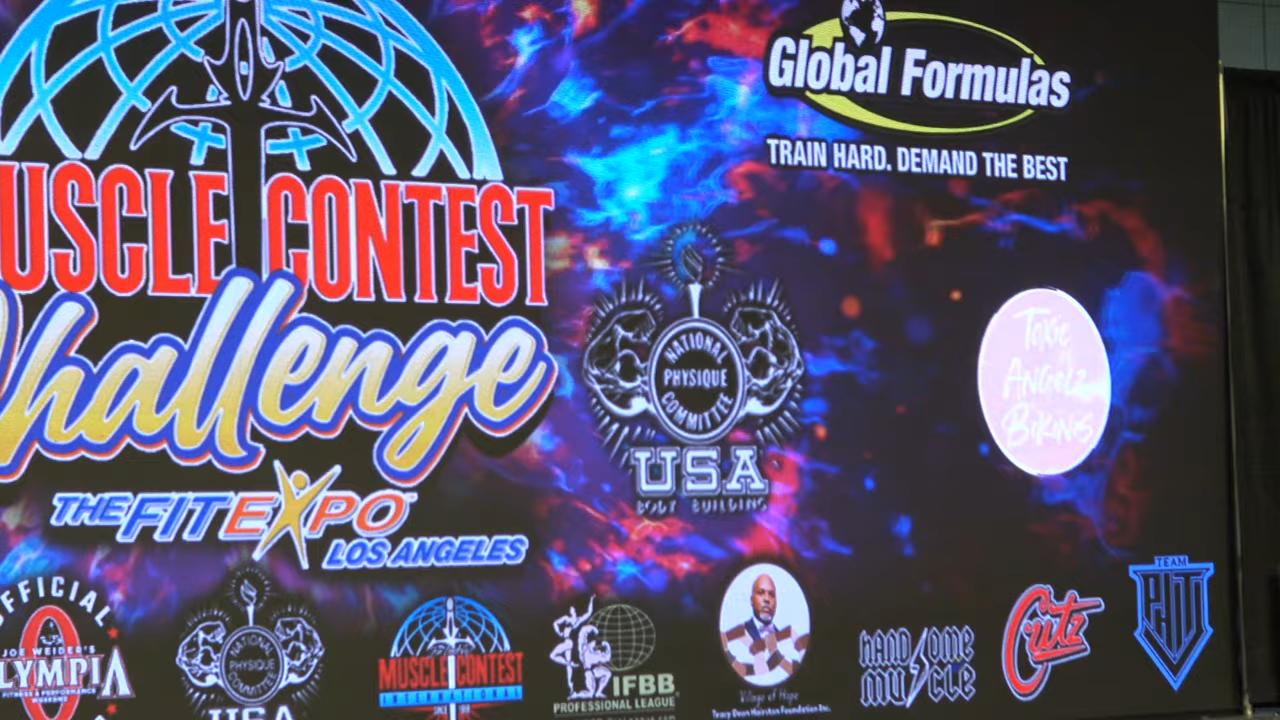 Global Formulas
TRAIN HARD. DEMAND THE BEST
USCLE CONTEST
Challenge
THE FITEXPO
LOS ANGELES
NATIONAL
PHYSIQUE
COMMITTEE
USA
BODY BUILDING
Toxic
Angelz
Bikinis
OFFICIAL
JOE WEIDER'S
OLYMPIA
FITNESS & PERFORMANCE
NATIONAL
PHYSIQUE
COMMITTEE
USA
MUSCLE CONTEST
INTERNATIONAL
IFBB
PROFESSIONAL LEAGUE
Village of Hope
Tracy Dean Hairston Foundation Inc.
HANDSOME
MUSCLE
Cutz
TEAM